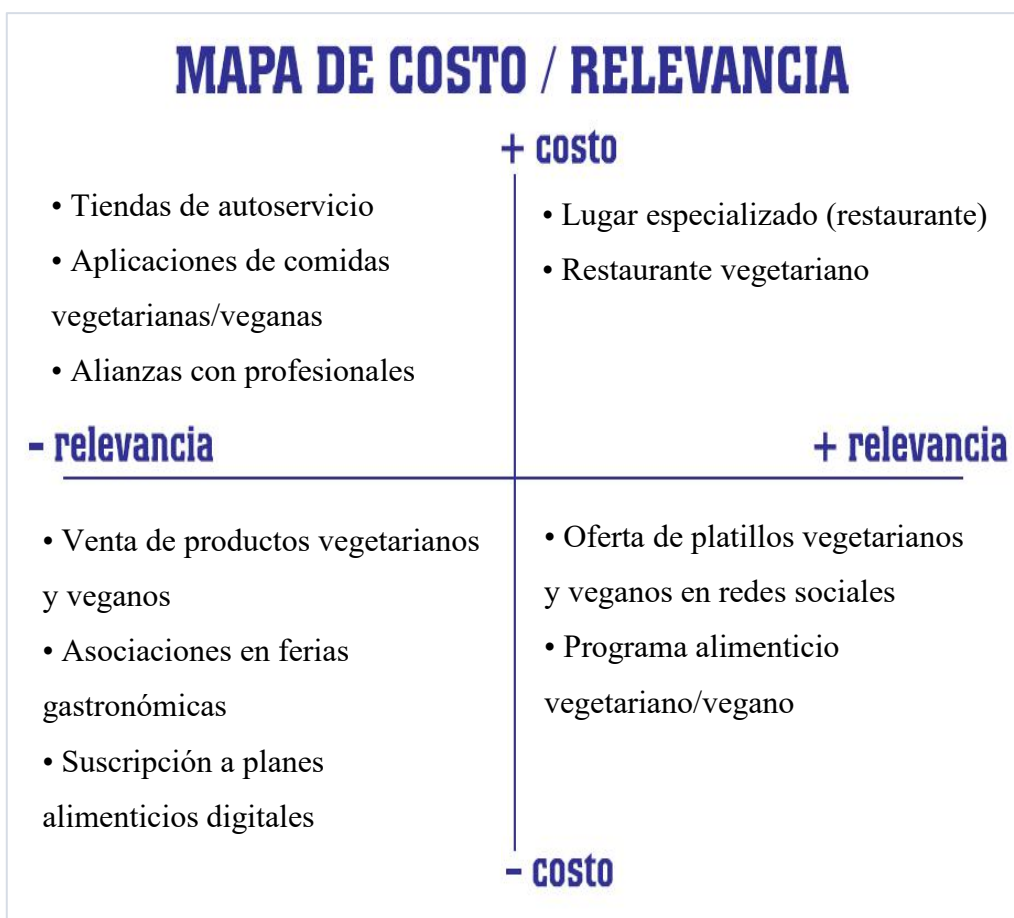 MAPA DE COSTO / RELEVANCIA
+ costo
• Tiendas de autoservicio
• Aplicaciones de comidas
vegetarianas/veganas
• Alianzas con profesionales
• Lugar especializado (restaurante)
• Restaurante vegetariano
- relevancia
+ relevancia
• Venta de productos vegetarianos
y veganos
• Asociaciones en ferias
gastronómicas
• Suscripción a planes
alimenticios digitales
• Oferta de platillos vegetarianos
y veganos en redes sociales
• Programa alimenticio
vegetariano/vegano
- costo